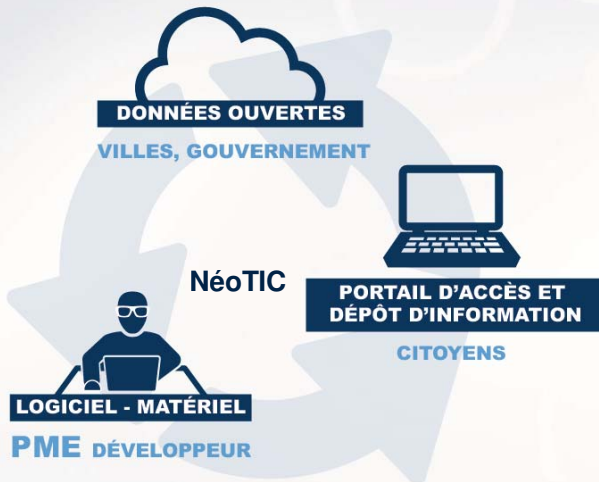 DONNÉES OUVERTES
VILLES, GOUVERNEMENT
NéoTIC
PORTAIL D'ACCÈS ET
DÉPÔT D'INFORMATION
CITOYENS
LOGICIEL - MATÉRIEL
PME DÉVELOPPEUR